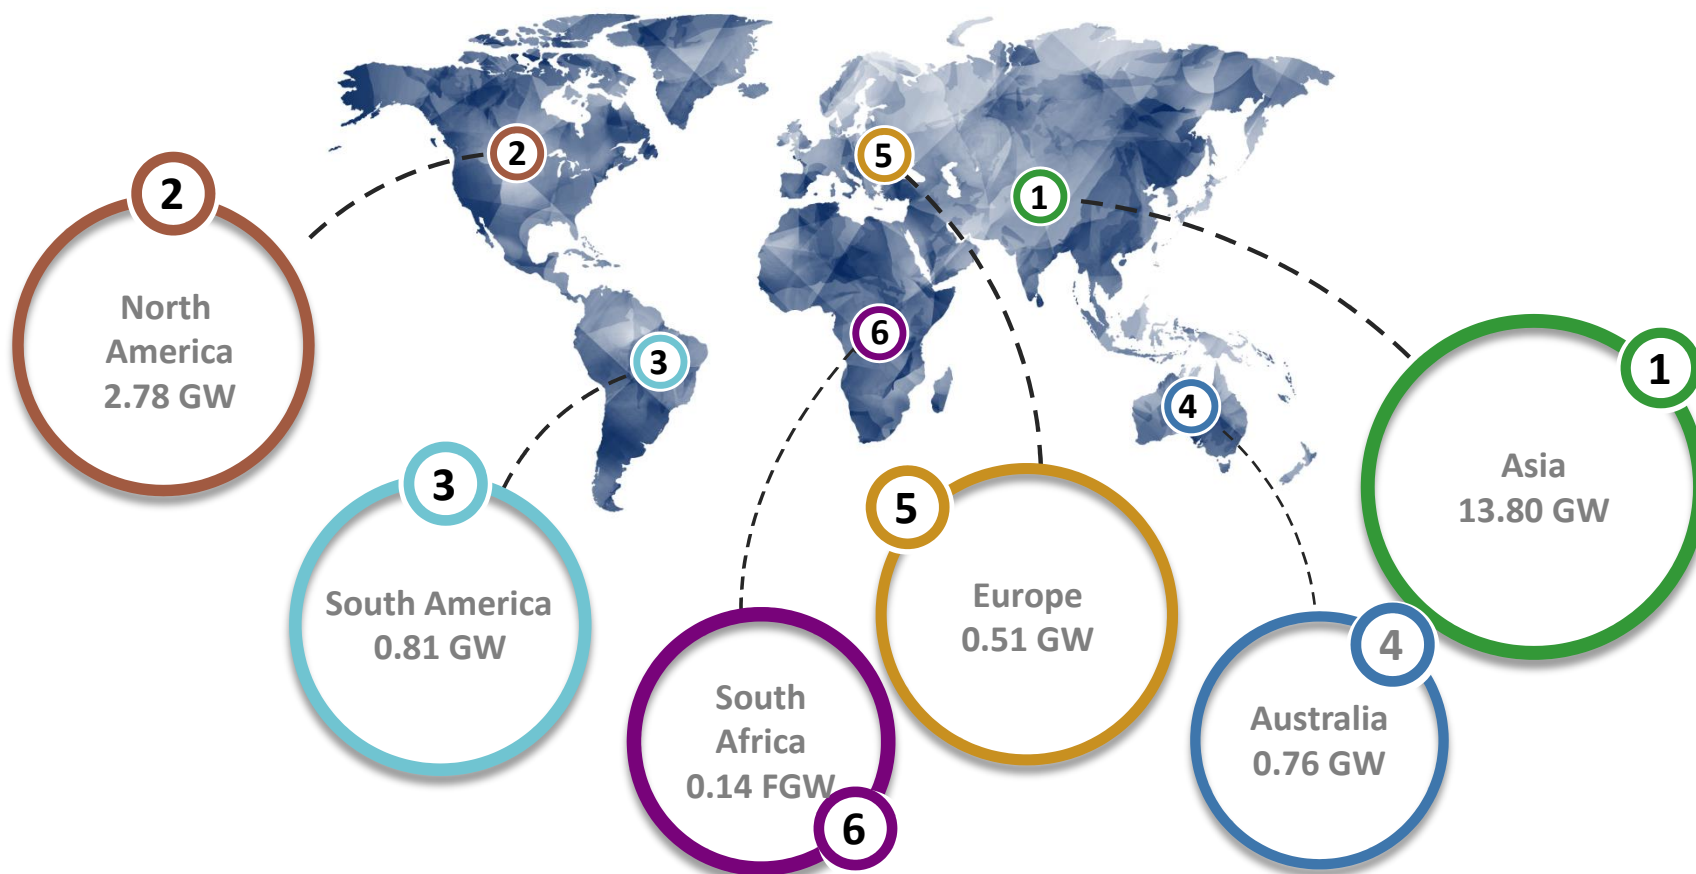 2
North
America
2.78 GW
2
5
1
6
3
4
3
South America
0.81 GW
5
Europe
0.51 GW
1
Asia
13.80 GW
South
Africa
0.14 FGW
6
4
Australia
0.76 GW